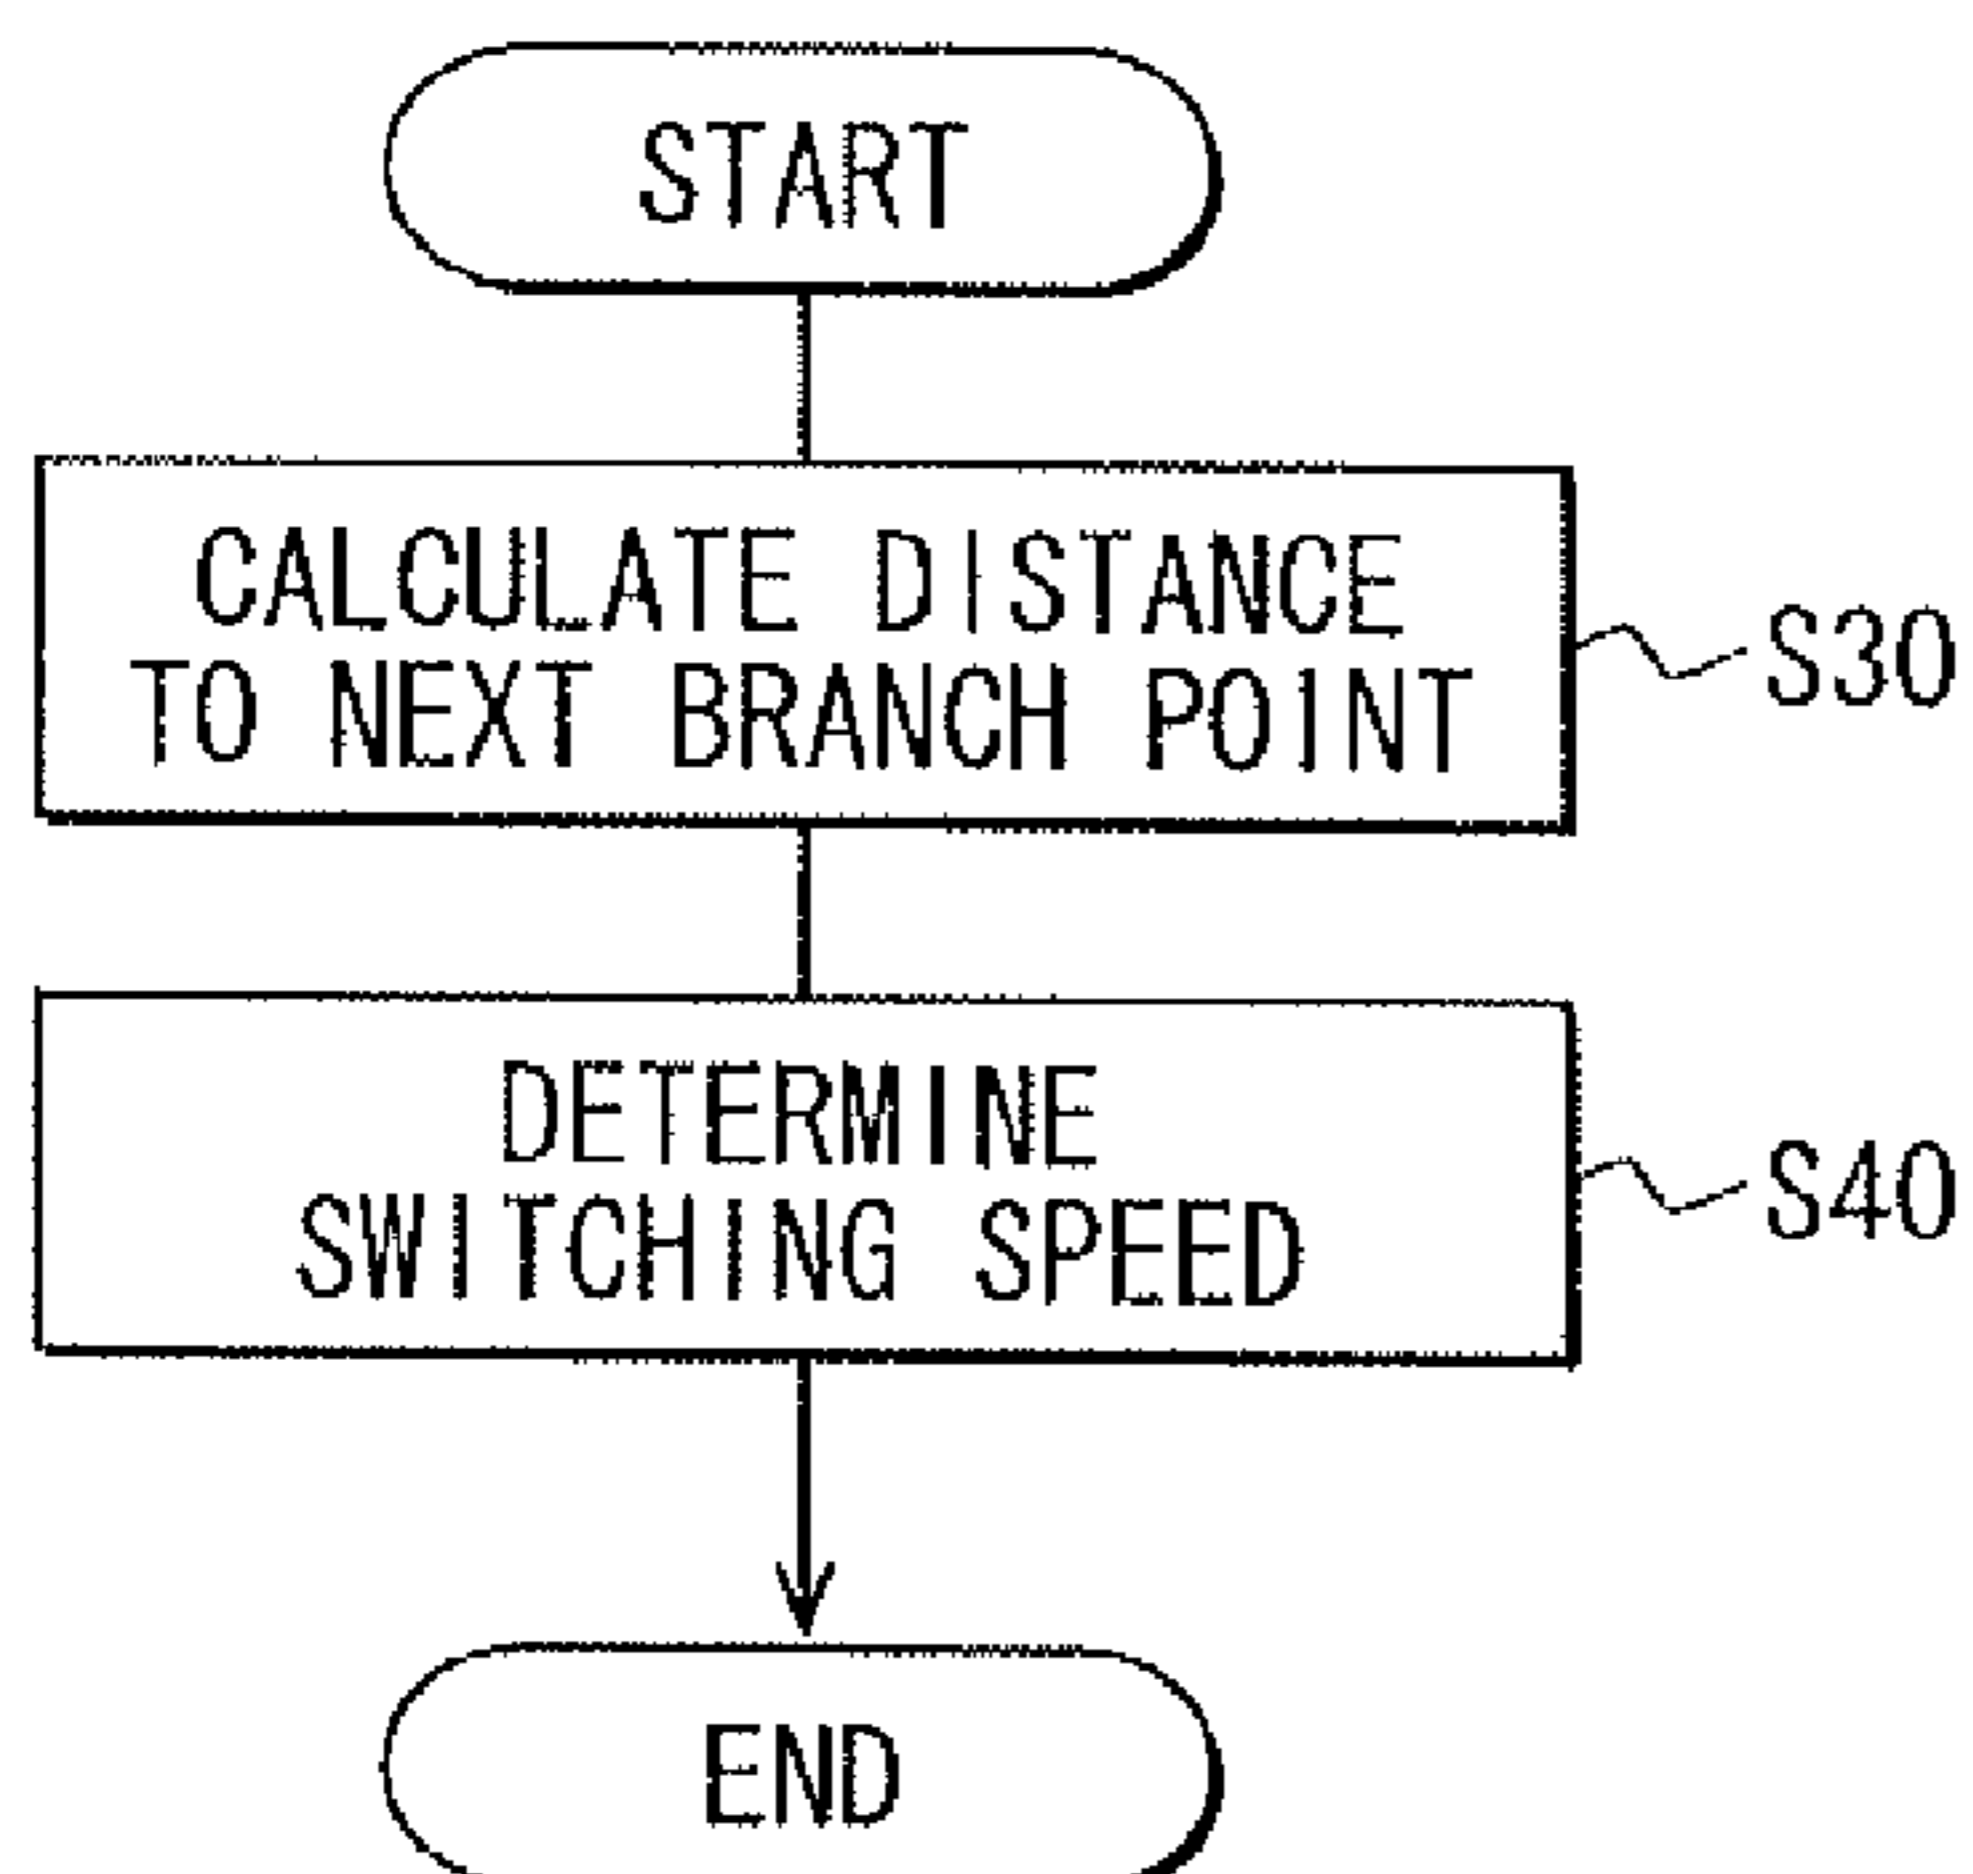 START
CALCULATE DISTANCE
TO NEXT BRANCH POINT
S30
DETERMINE
SWITCHING SPEED
S40
END